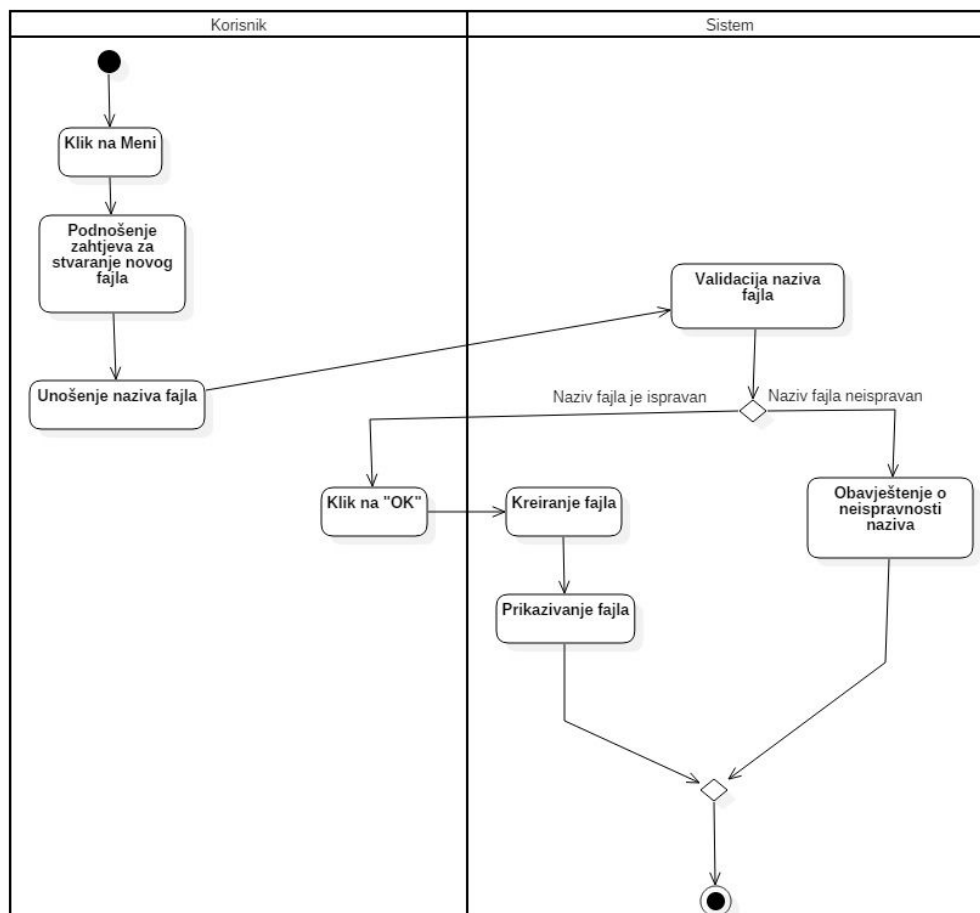 Korisnik
Sistem
Klik na Meni
Podnošenje
zahtjeva za
stvaranje novog
fajla
Validacija naziva
fajla
Unošenje naziva fajla
Naziv fajla je ispravan
Naziv fajla neispravan
Klik na "OK"
Kreiranje fajla
Obavještenje o
neispravnosti
naziva
Prikazivanje fajla